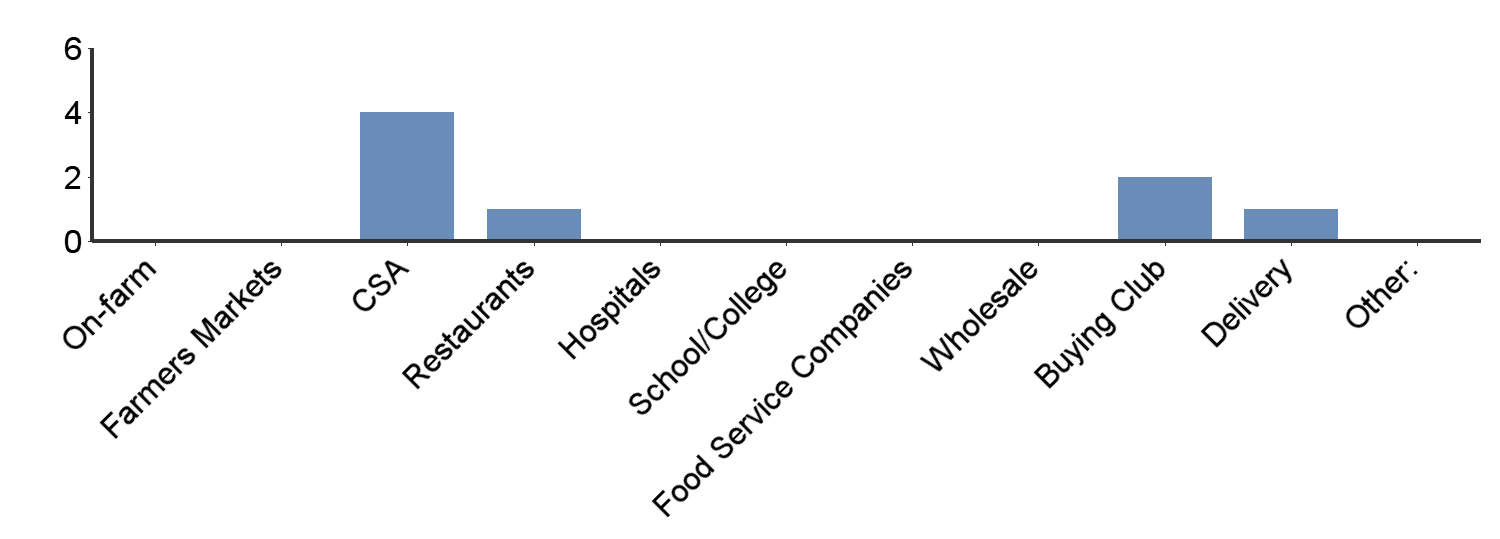 6
4
2
0
On-farm
Farmers Markets
CSA
Restaurants
Hospitals
School/College
Food Service Companies
Wholesale
Buying Club
Delivery
Other: